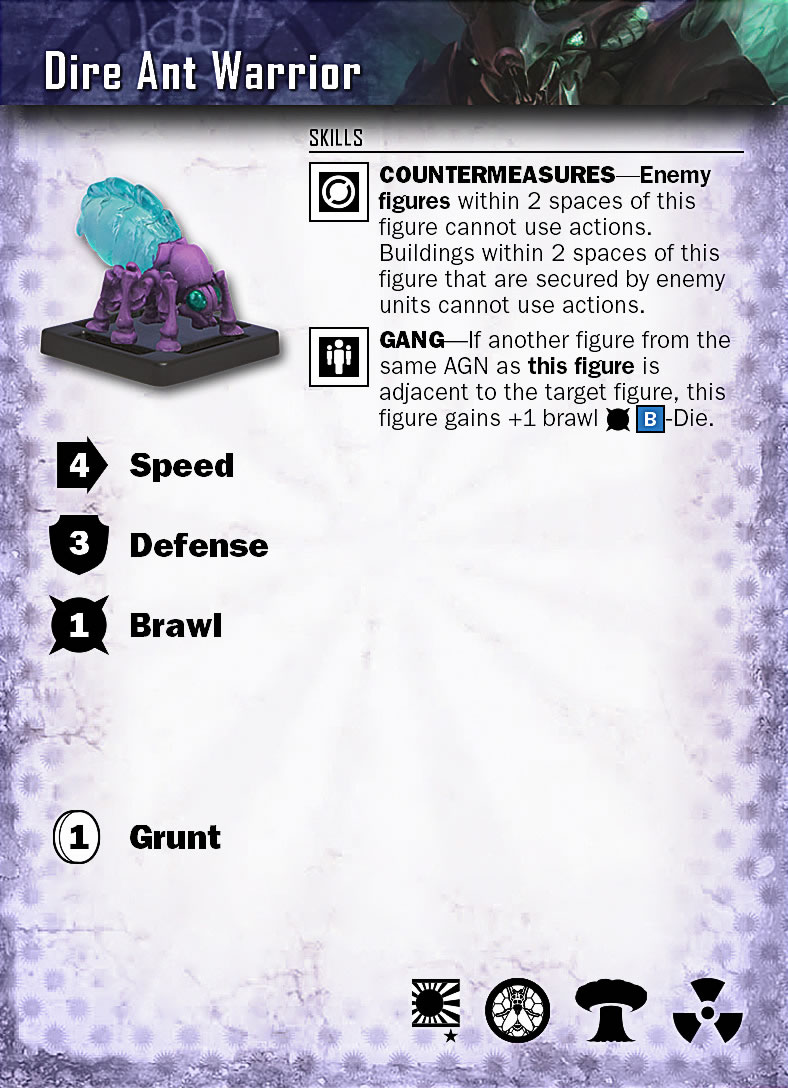 Dire Ant Warrior
SKILLS
COUNTERMEASURES—Enemy
figures within 2 spaces of this
figure cannot use actions.
Buildings within 2 spaces of this
figure that are secured by enemy
units cannot use actions.
GANG—If another figure from the
same AGN as this figure is
adjacent to the target figure, this
figure gains +1 brawl B-Die.
4 Speed
3 Defense
1 Brawl
1 Grunt